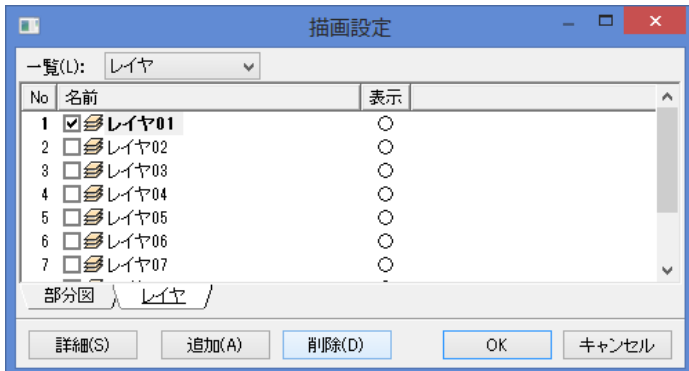 描画設定
一覧(L): レイヤ
No 名前 表示
1 レイヤ01 ○
2 レイヤ02 ○
3 レイヤ03 ○
4 レイヤ04 ○
5 レイヤ05 ○
6 レイヤ06 ○
7 レイヤ07 ○
部分図 レイヤ
詳細(S) 追加(A) 削除(D) OK キャンセル